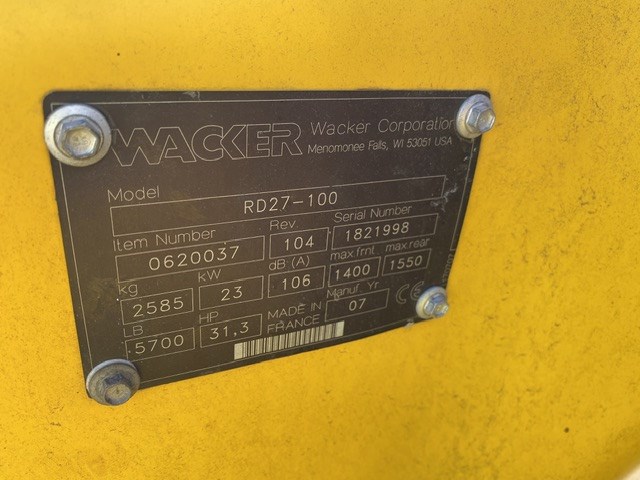 WACKER
Wacker Corporation
Menomonee Falls, WI 53051 USA
Model
RD27-100
Item Number Rev Serial Number
0620037 104 1821998
kg kW dB (A) max.frnt max.rear
2585 23 106 1400 1550
LB HP MADE IN FRANCE Manuf. Yr
5700 31,3 07
CE